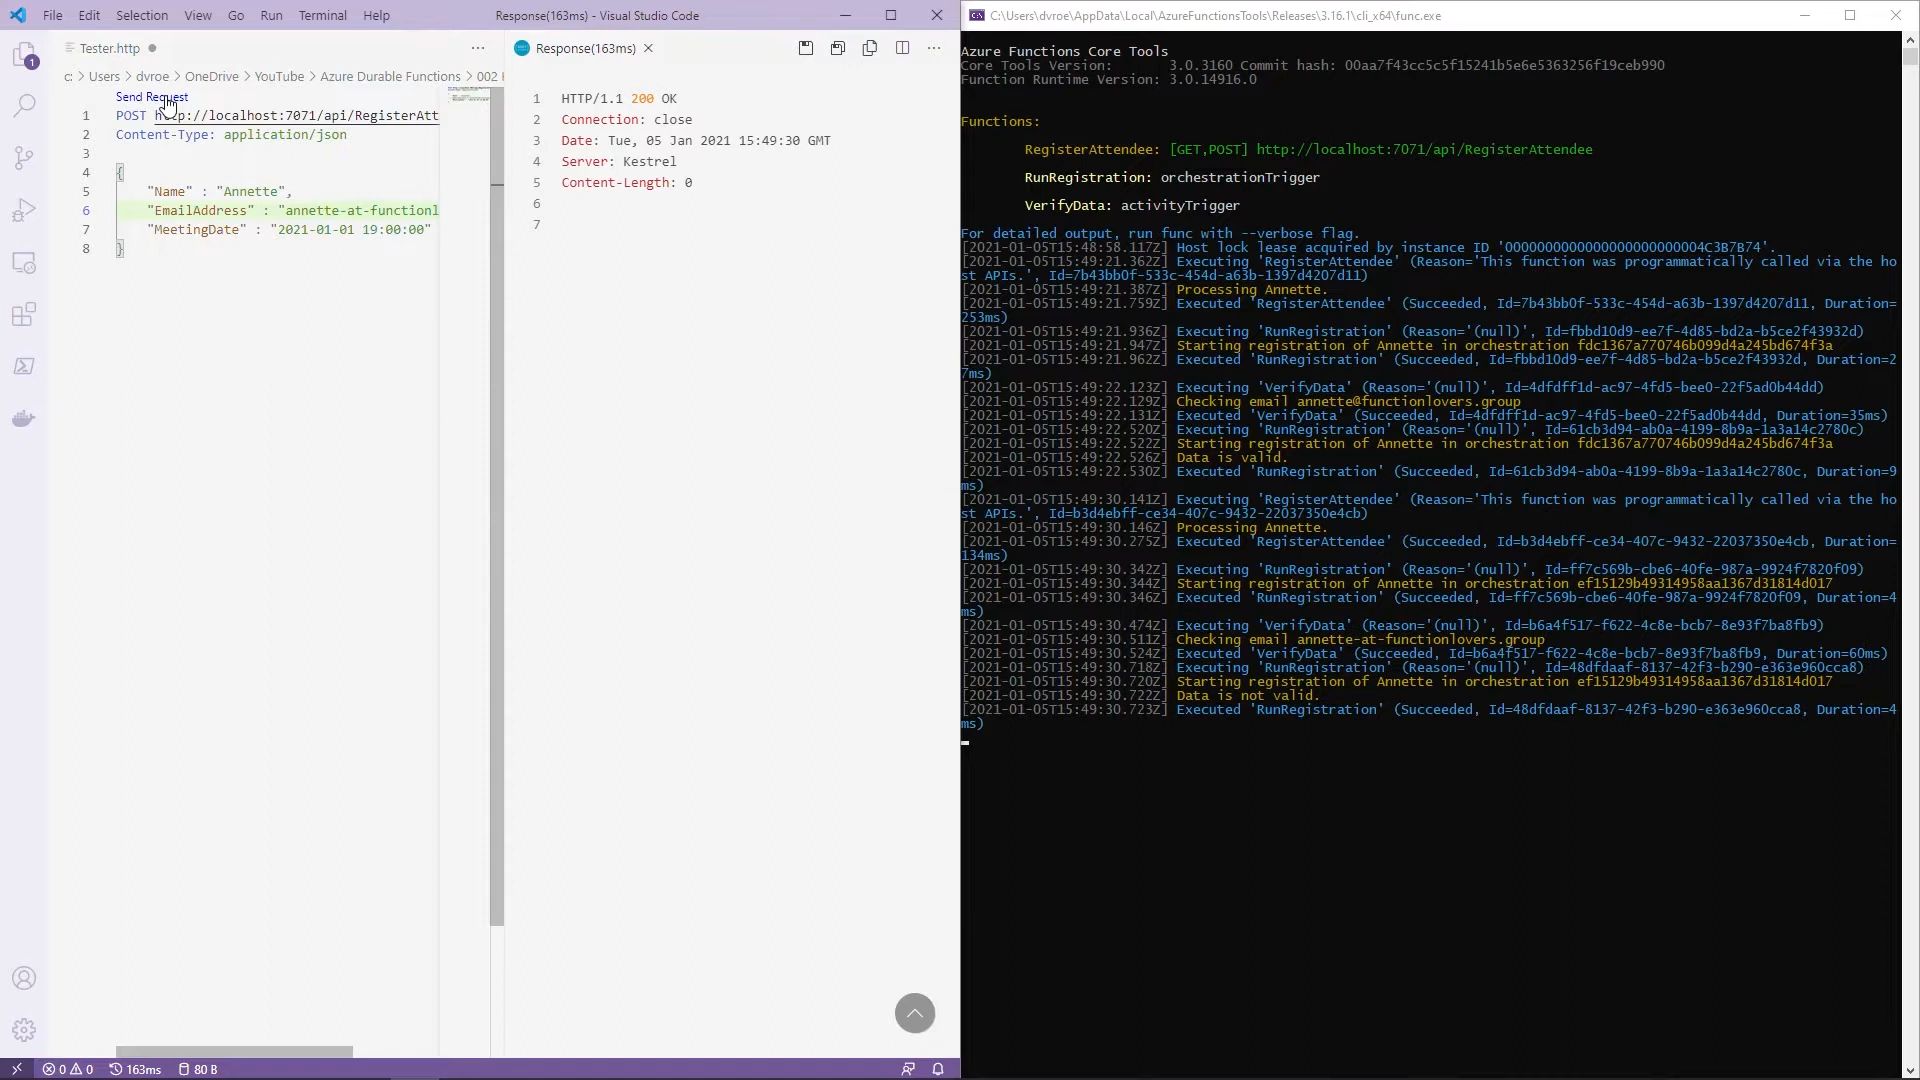 File Edit Selection View Go Run Terminal Help
Response(163ms) - Visual Studio Code
Tester.http
c: > Users > dvroe > OneDrive > YouTube > Azure Durable Functions > 002
Send Request
1 POST http://localhost:7071/api/RegisterAtt
2 Content-Type: application/json
3
4 {
5 "Name" : "Annette",
6 "EmailAddress" : "annette-at-functionl
7 "MeetingDate" : "2021-01-01 19:00:00"
8 }
Response(163ms)
1 HTTP/1.1 200 OK
2 Connection: close
3 Date: Tue, 05 Jan 2021 15:49:30 GMT
4 Server: Kestrel
5 Content-Length: 0
6
7
1
0 0 163ms 80 B
C:\Users\dvroe\AppData\Local\AzureFunctionsTools\Releases\3.16.1\cli_x64\func.exe
Azure Functions Core Tools
Core Tools Version: 3.0.3160 Commit hash: 00aa7f43cc5c5f15241b5e6e5363256f19ceb990
Function Runtime Version: 3.0.14916.0
Functions:
RegisterAttendee: [GET,POST] http://localhost:7071/api/RegisterAttendee
RunRegistration: orchestrationTrigger
VerifyData: activityTrigger
For detailed output, run func with --verbose flag.
[2021-01-05T15:48:58.117Z] Host lock lease acquired by instance ID '0000000000000000000000004C3B7B74'.
[2021-01-05T15:49:21.362Z] Executing 'RegisterAttendee' (Reason='This function was programmatically called via the ho
st APIs.', Id=7b43bb0f-533c-454d-a63b-1397d4207d11)
[2021-01-05T15:49:21.387Z] Processing Annette.
[2021-01-05T15:49:21.759Z] Executed 'RegisterAttendee' (Succeeded, Id=7b43bb0f-533c-454d-a63b-1397d4207d11, Duration=
253ms)
[2021-01-05T15:49:21.936Z] Executing 'RunRegistration' (Reason='(null)', Id=fbbd10d9-ee7f-4d85-bd2a-b5ce2f43932d)
[2021-01-05T15:49:21.947Z] Starting registration of Annette in orchestration fdc1367a770746b099d4a245bd674f3a
[2021-01-05T15:49:21.962Z] Executed 'RunRegistration' (Succeeded, Id=fbbd10d9-ee7f-4d85-bd2a-b5ce2f43932d, Duration=2
7ms)
[2021-01-05T15:49:22.123Z] Executing 'VerifyData' (Reason='(null)', Id=4dfdff1d-ac97-4fd5-bee0-22f5ad0b44dd)
[2021-01-05T15:49:22.129Z] Checking email annette@functionlovers.group
[2021-01-05T15:49:22.131Z] Executed 'VerifyData' (Succeeded, Id=4dfdff1d-ac97-4fd5-bee0-22f5ad0b44dd, Duration=35ms)
[2021-01-05T15:49:22.520Z] Executing 'RunRegistration' (Reason='(null)', Id=61cb3d94-ab0a-4199-8b9a-1a3a14c2780c)
[2021-01-05T15:49:22.522Z] Starting registration of Annette in orchestration fdc1367a770746b099d4a245bd674f3a
[2021-01-05T15:49:22.526Z] Data is valid.
[2021-01-05T15:49:22.530Z] Executed 'RunRegistration' (Succeeded, Id=61cb3d94-ab0a-4199-8b9a-1a3a14c2780c, Duration=9
ms)
[2021-01-05T15:49:30.141Z] Executing 'RegisterAttendee' (Reason='This function was programmatically called via the ho
st APIs.', Id=b3d4ebff-ce34-407c-9432-22037350e4cb)
[2021-01-05T15:49:30.146Z] Processing Annette.
[2021-01-05T15:49:30.275Z] Executed 'RegisterAttendee' (Succeeded, Id=b3d4ebff-ce34-407c-9432-22037350e4cb, Duration=
134ms)
[2021-01-05T15:49:30.342Z] Executing 'RunRegistration' (Reason='(null)', Id=ff7c569b-cbe6-40fe-987a-9924f7820f09)
[2021-01-05T15:49:30.344Z] Starting registration of Annette in orchestration ef15129b49314958aa1367d31814d017
[2021-01-05T15:49:30.346Z] Executed 'RunRegistration' (Succeeded, Id=ff7c569b-cbe6-40fe-987a-9924f7820f09, Duration=4
ms)
[2021-01-05T15:49:30.474Z] Executing 'VerifyData' (Reason='(null)', Id=b6a4f517-f622-4c8e-bcb7-8e93f7ba8fb9)
[2021-01-05T15:49:30.511Z] Checking email annette-at-functionlovers.group
[2021-01-05T15:49:30.524Z] Executed 'VerifyData' (Succeeded, Id=b6a4f517-f622-4c8e-bcb7-8e93f7ba8fb9, Duration=60ms)
[2021-01-05T15:49:30.718Z] Executing 'RunRegistration' (Reason='(null)', Id=48dfdaaf-8137-42f3-b290-e363e960cca8)
[2021-01-05T15:49:30.720Z] Starting registration of Annette in orchestration ef15129b49314958aa1367d31814d017
[2021-01-05T15:49:30.722Z] Data is not valid.
[2021-01-05T15:49:30.723Z] Executed 'RunRegistration' (Succeeded, Id=48dfdaaf-8137-42f3-b290-e363e960cca8, Duration=4
ms)